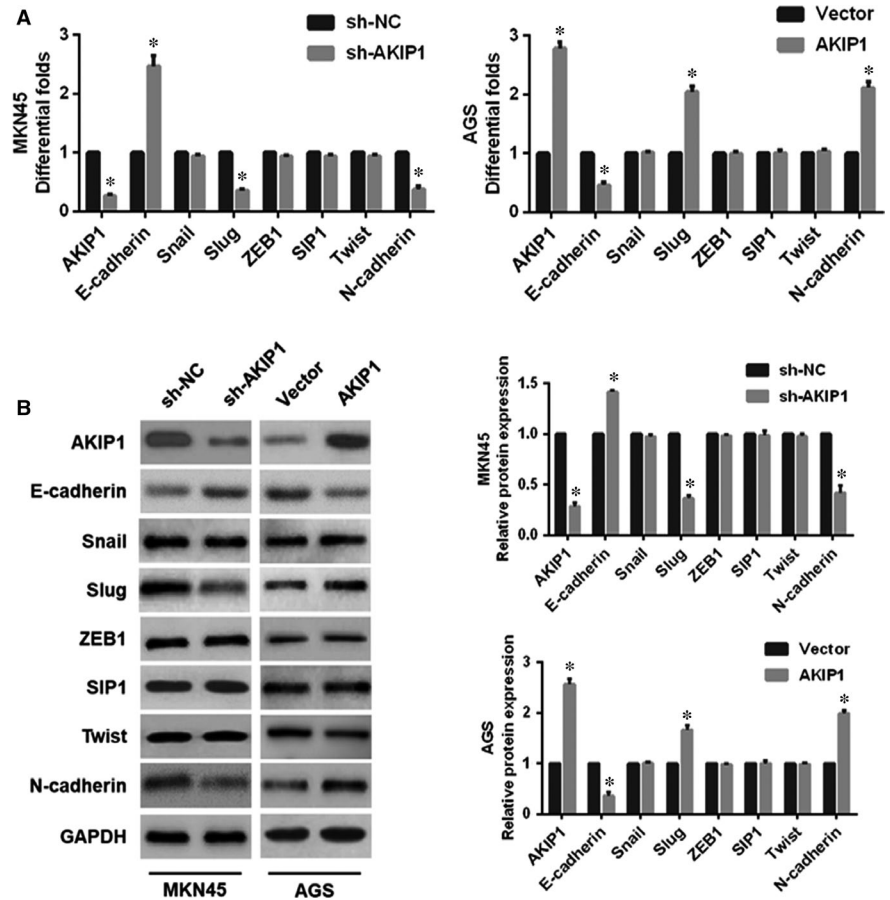 A
sh-NC
sh-AKIP1
MKN45
Differential folds
3
2
1
0
*
*
*
*
AKIP1
E-cadherin
Snail
Slug
ZEB1
SIP1
Twist
N-cadherin
Vector
AKIP1
AGS
Differential folds
3
2
1
0
*
*
*
*
AKIP1
E-cadherin
Snail
Slug
ZEB1
SIP1
Twist
N-cadherin
B
sh-NC
sh-AKIP1
Vector
AKIP1
AKIP1
E-cadherin
Snail
Slug
ZEB1
SIP1
Twist
N-cadherin
GAPDH
MKN45
AGS
sh-NC
sh-AKIP1
MKN45
Relative protein expression
1.5
1.0
0.5
0.0
*
*
*
*
AKIP1
E-cadherin
Snail
Slug
ZEB1
SIP1
Twist
N-cadherin
Vector
AKIP1
AGS
Relative protein expression
3
2
1
0
*
*
*
*
AKIP1
E-cadherin
Snail
Slug
ZEB1
SIP1
Twist
N-cadherin